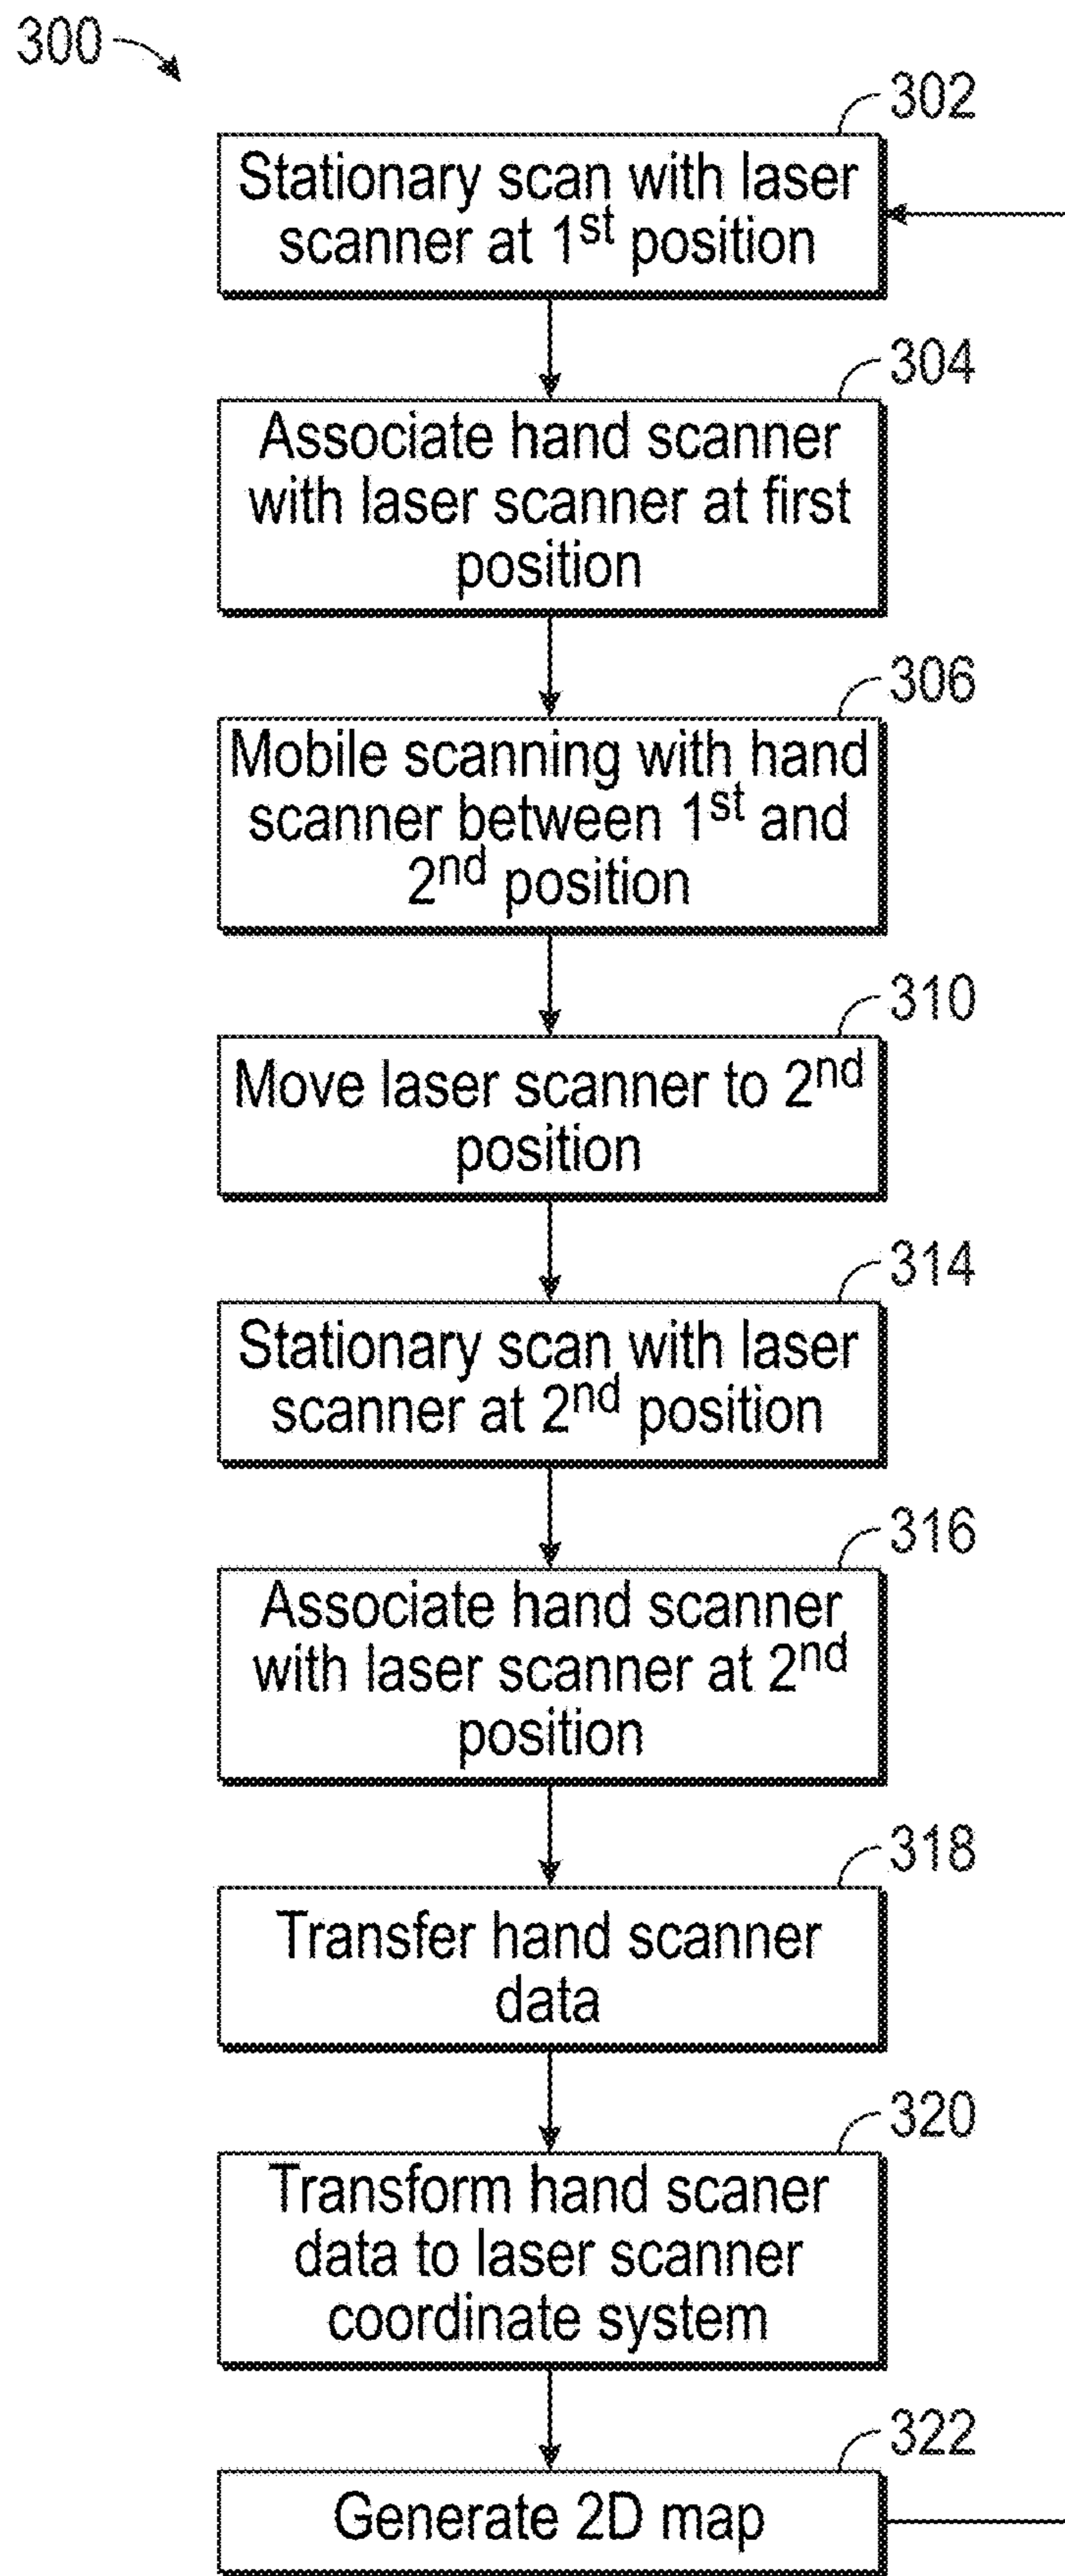 300
302
Stationary scan with laser
scanner at 1st position
304
Associate hand scanner
with laser scanner at first
position
306
Mobile scanning with hand
scanner between 1st and
2nd position
310
Move laser scanner to 2nd
position
314
Stationary scan with laser
scanner at 2nd position
316
Associate hand scanner
with laser scanner at 2nd
position
318
Transfer hand scanner
data
320
Transform hand scaner
data to laser scanner
coordinate system
322
Generate 2D map